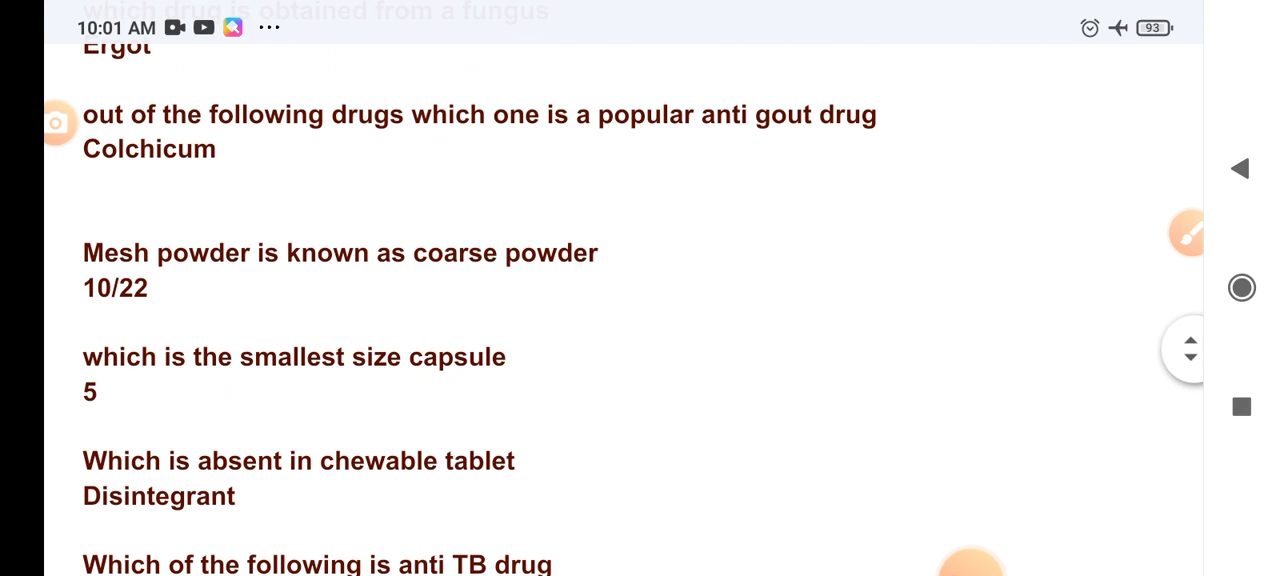 which drug is obtained from a fungus
10:01 AM
93
Ergot
out of the following drugs which one is a popular anti gout drug
Colchicum
Mesh powder is known as coarse powder
10/22
which is the smallest size capsule
5
Which is absent in chewable tablet
Disintegrant
Which of the following is anti TB drug